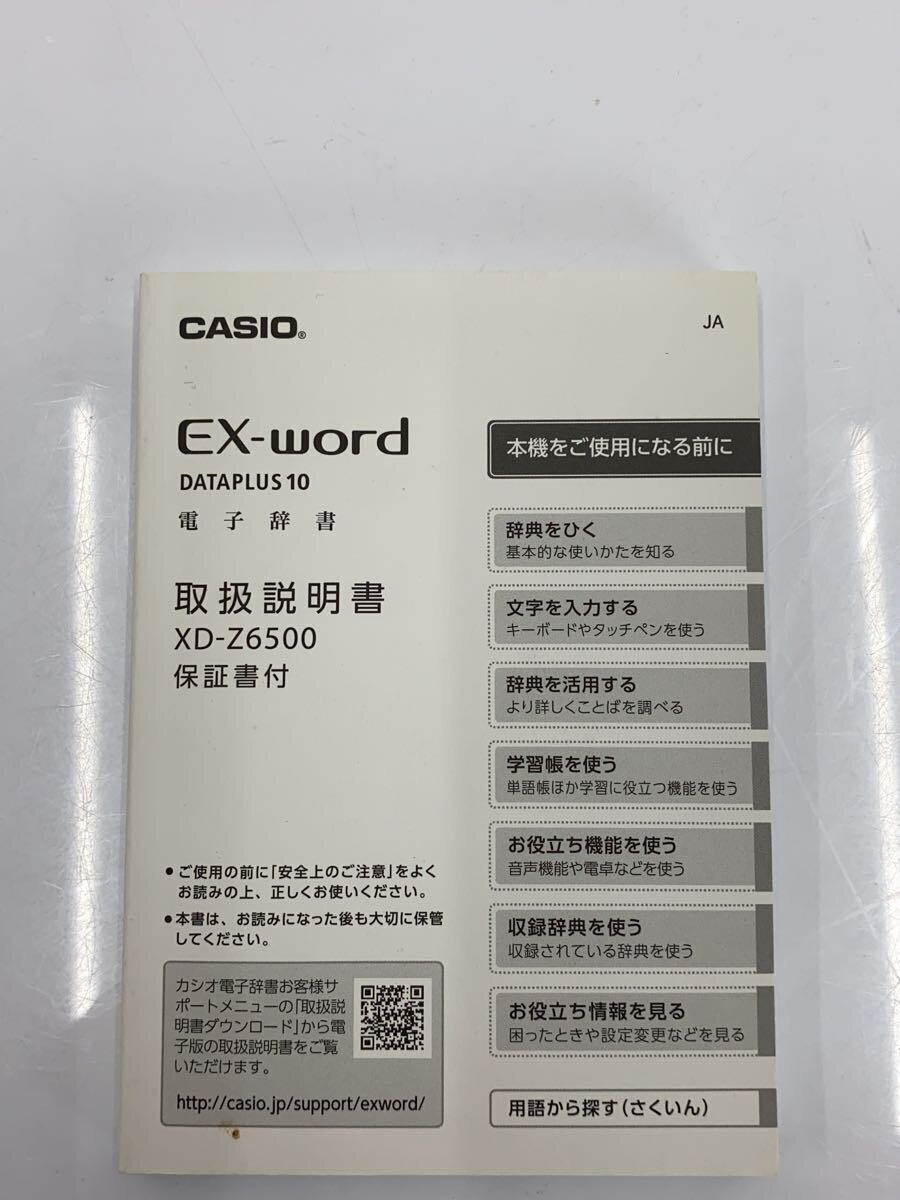 CASIO®
JA
EX-word
DATAPLUS 10
電子辞書
取扱説明書
XD-Z6500
保証書付
●ご使用の前に「安全上のご注意」をよく
お読みの上、正しくお使いください。
●本書は、お読みになった後も大切に保管
してください。
カシオ電子辞書お客様サ
ポートメニューの「取扱説
明書ダウンロード」から電
子版の取扱説明書をご覧
いただけます。
http://casio.jp/support/exword/
本機をご使用になる前に
辞典をひく
基本的な使いかたを知る
文字を入力する
キーボードやタッチペンを使う
辞典を活用する
より詳しくことばを調べる
学習帳を使う
単語帳ほか学習に役立つ機能を使う
お役立ち機能を使う
音声機能や電卓などを使う
収録辞典を使う
収録されている辞典を使う
お役立ち情報を見る
困ったときや設定変更などを見る
用語から探す(さくいん)